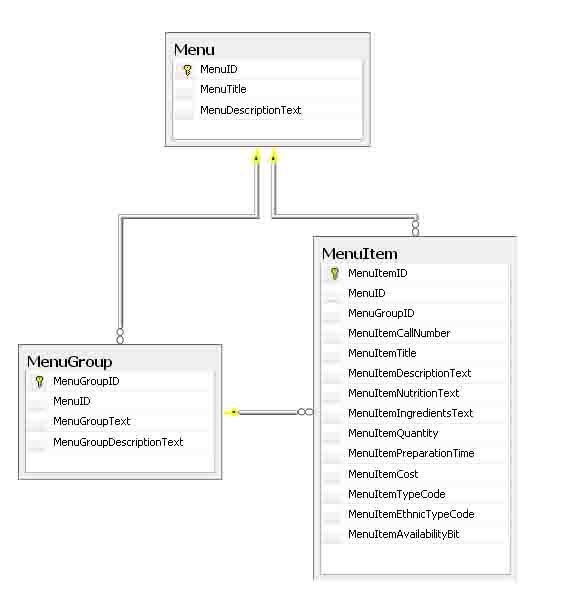 Menu
MenuID
MenuTitle
MenuDescriptionText
MenuItem
MenuItemID
MenuID
MenuGroupID
MenuItemCallNumber
MenuItemTitle
MenuItemDescriptionText
MenuItemNutritionText
MenuItemIngredientsText
MenuItemQuantity
MenuItemPreparationTime
MenuItemCost
MenuItemTypeCode
MenuItemEthnicTypeCode
MenuItemAvailabilityBit
MenuGroup
MenuGroupID
MenuID
MenuGroupText
MenuGroupDescriptionText